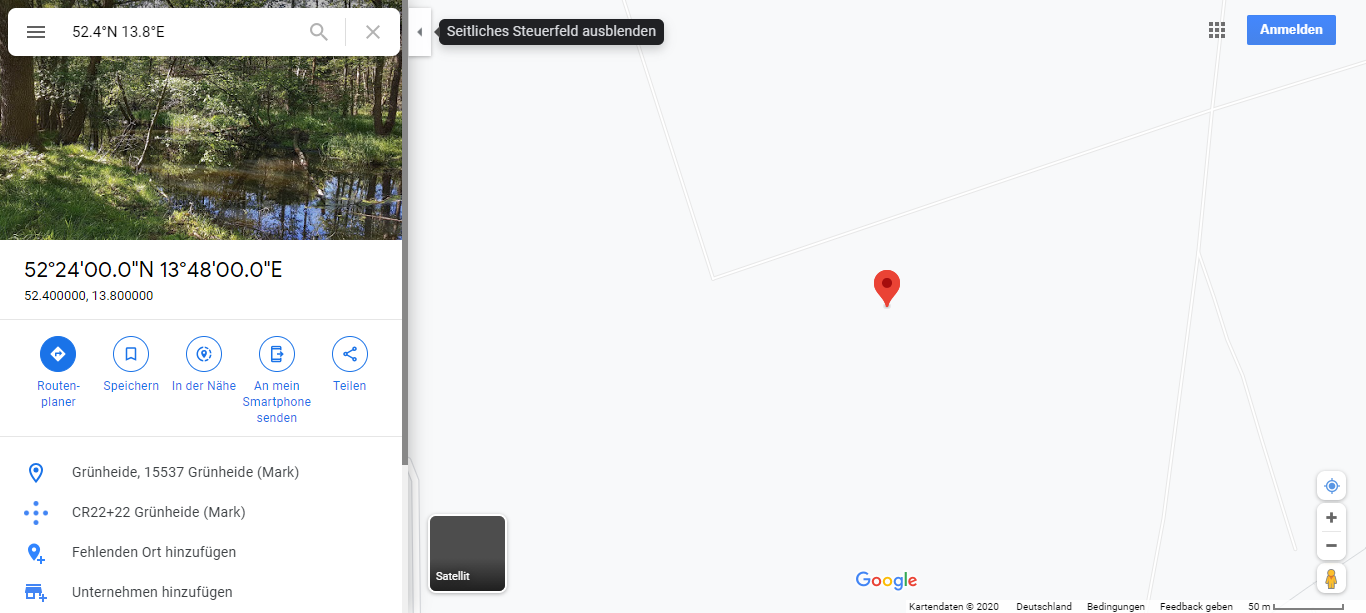 52.4°N 13.8°E
Seitliches Steuerfeld ausblenden
Anmelden
52°24'00.0"N 13°48'00.0"E
52.400000, 13.800000
Routen-
planer
Speichern
In der Nähe
An mein
Smartphone
senden
Teilen
Grünheide, 15537 Grünheide (Mark)
CR22+22 Grünheide (Mark)
Fehlenden Ort hinzufügen
Unternehmen hinzufügen
Satellit
Google
Kartendaten © 2020 Deutschland Bedingungen Feedback geben 50 m